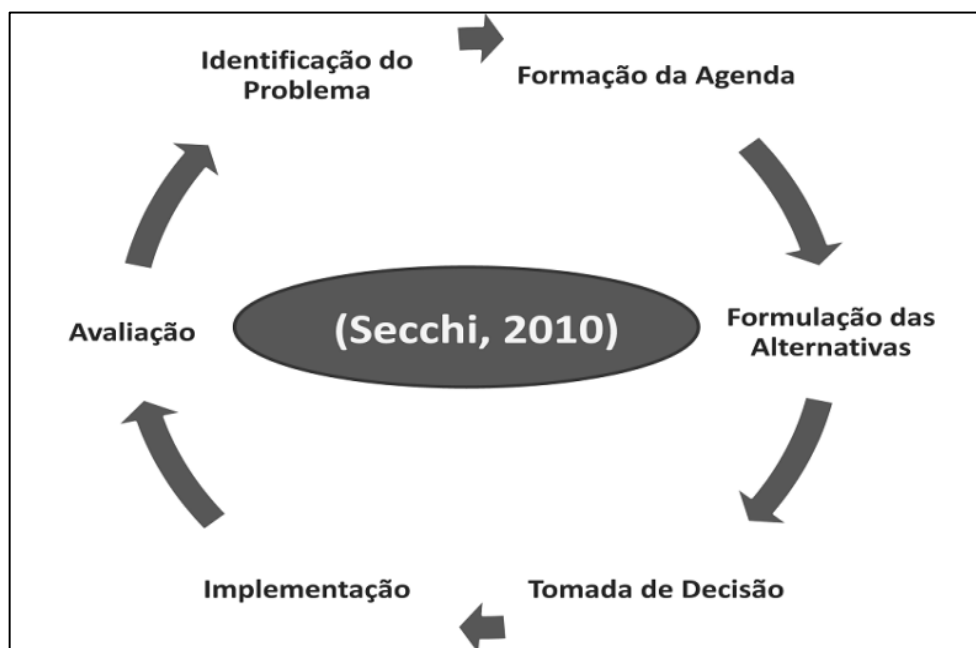 Identificação do
Problema
Formação da Agenda
Formulação das
Alternativas
Tomada de Decisão
Implementação
Avaliação
(Secchi, 2010)